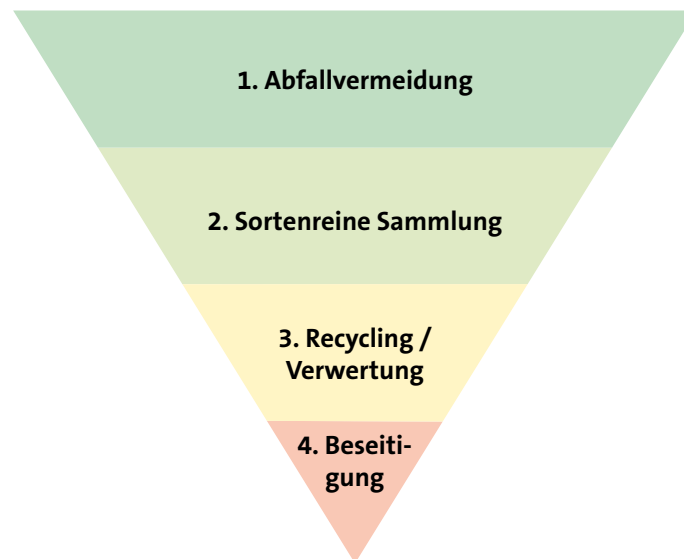 1. Abfallvermeidung
2. Sortenreine Sammlung
3. Recycling /
Verwertung
4. Beseiti-
gung